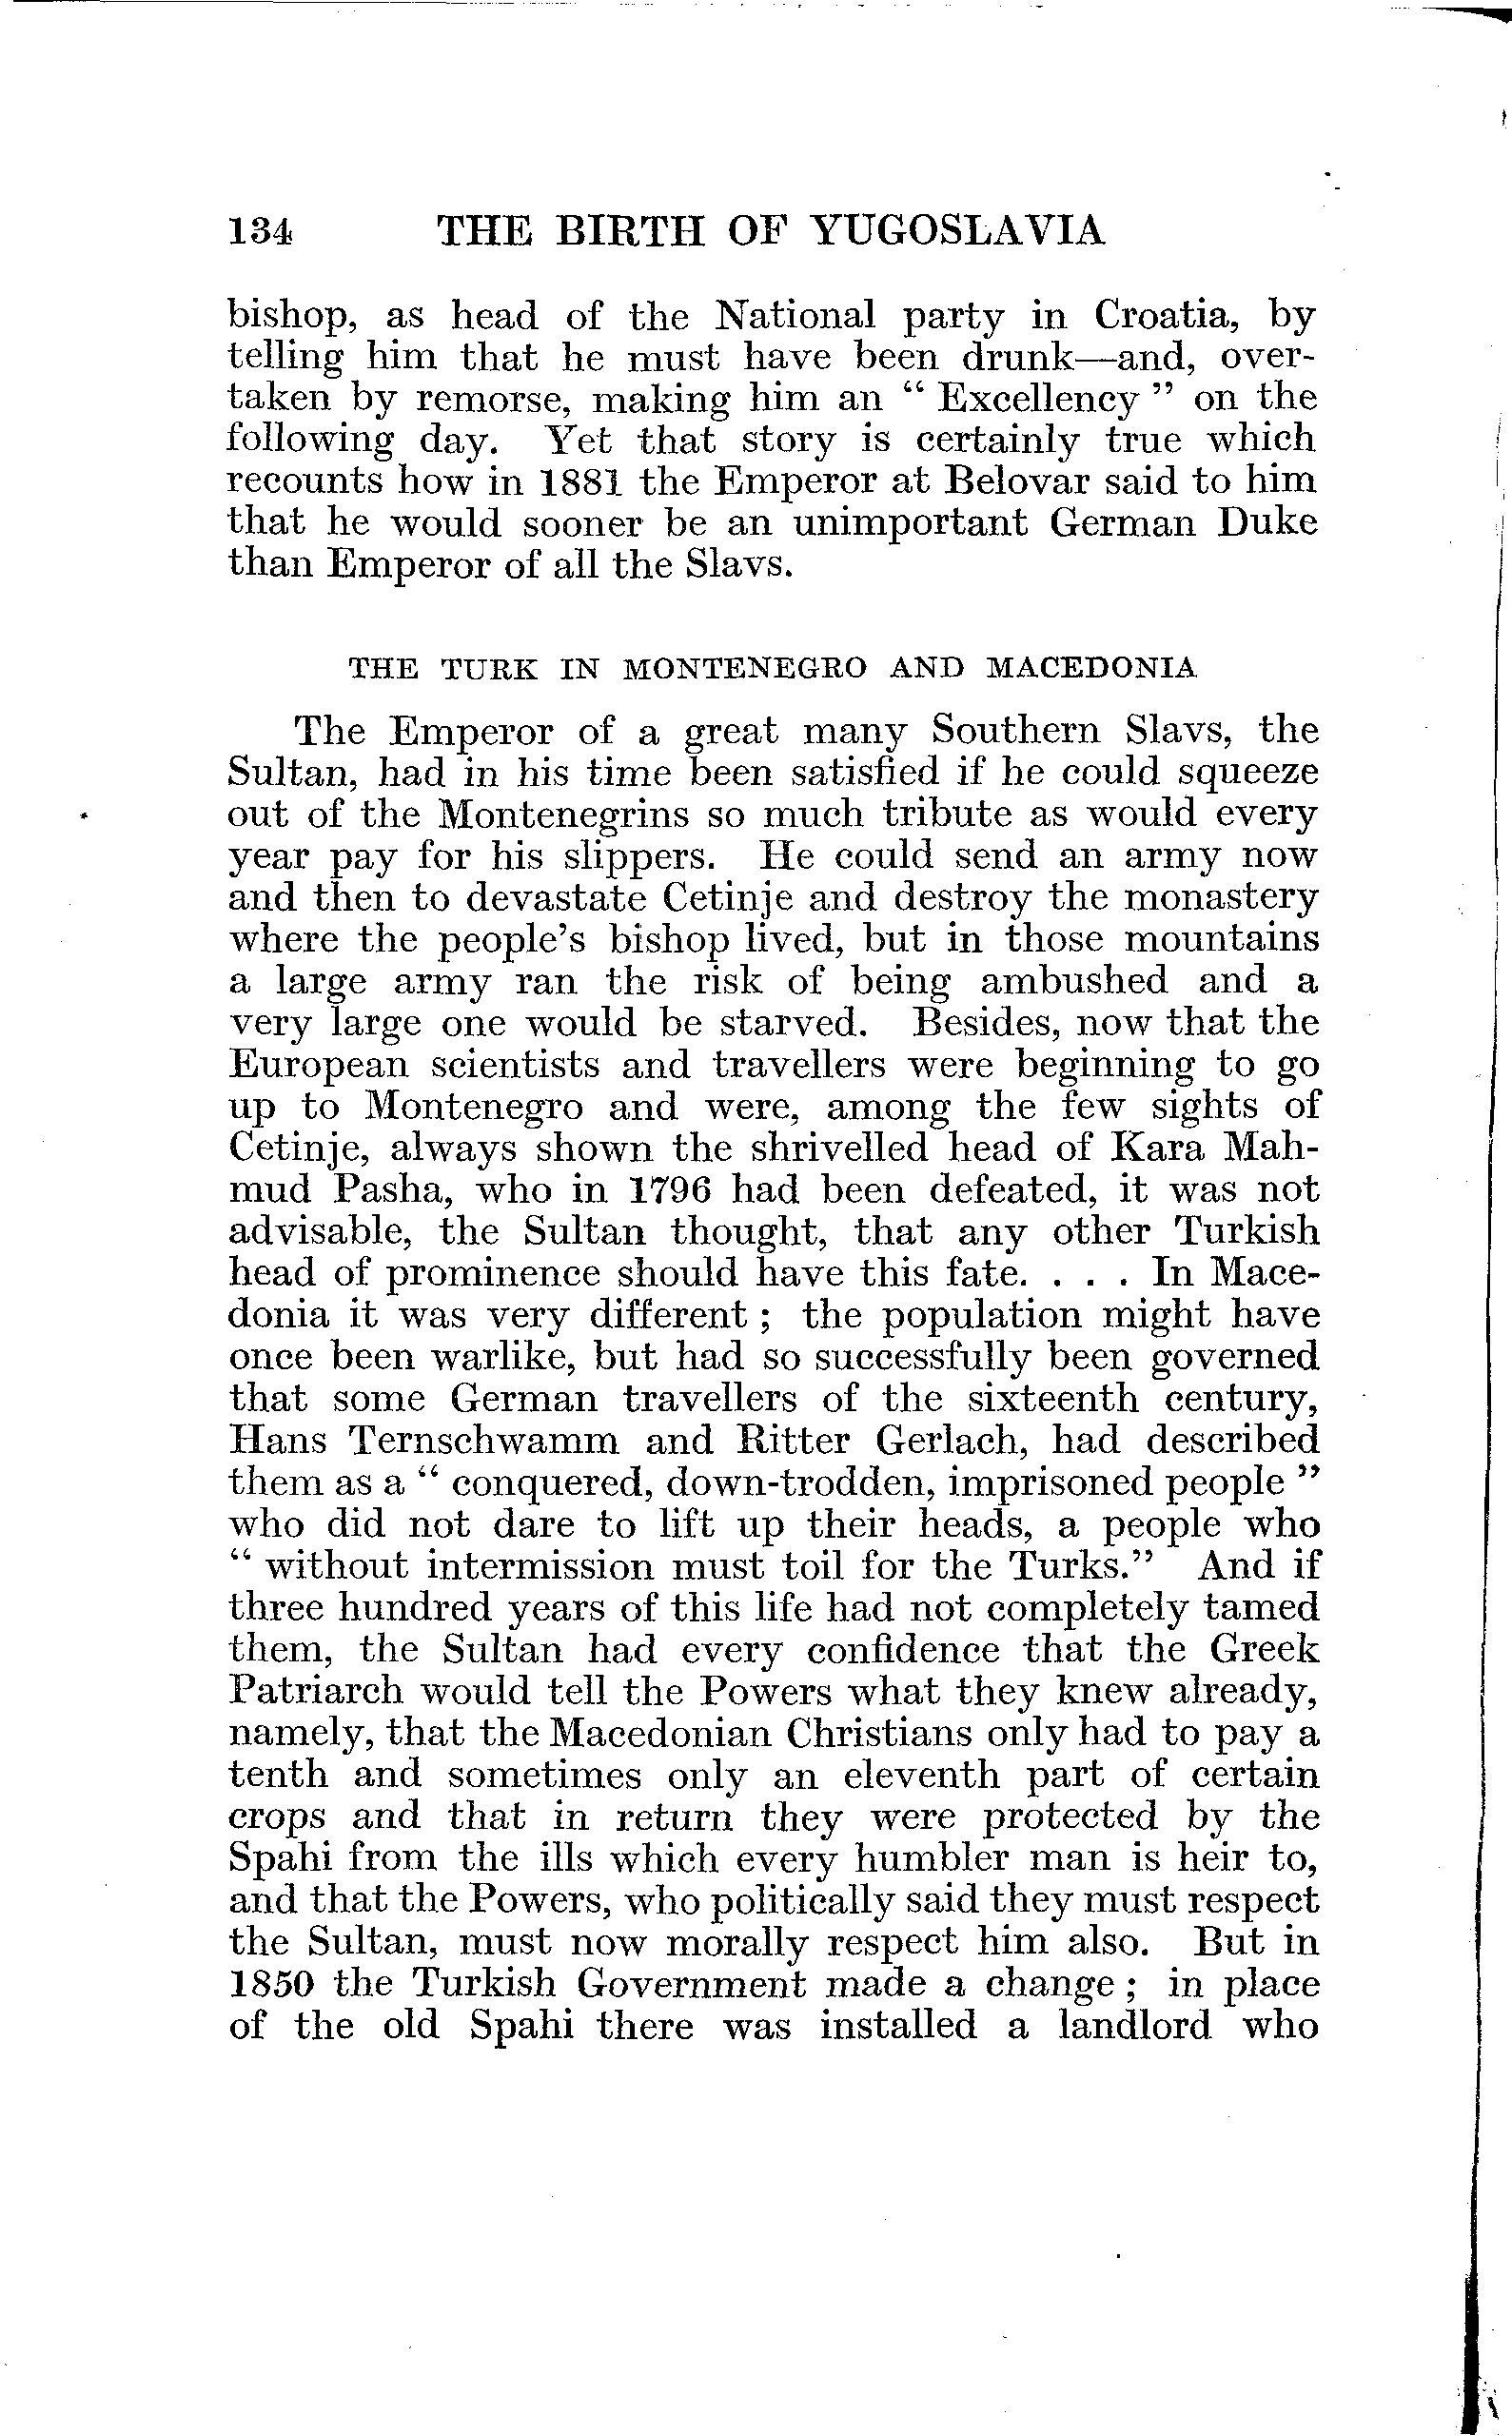 134 THE BIRTH OF YUGOSLAVIA
bishop, as head of the National party in Croatia, by
telling him that he must have been drunk—and, over-
taken by remorse, making him an “ Excellency ” on the
following day. Yet that story is certainly true which
recounts how in 1881 the Emperor at Belovar said to him
that he would sooner be an unimportant German Duke
than Emperor of all the Slavs.
THE TURK IN MONTENEGRO AND MACEDONIA
The Emperor of a great many Southern Slavs, the
Sultan, had in his time been satisfied if he could squeeze
out of the Montenegrins so much tribute as would every
year pay for his slippers. He could send an army now
and then to devastate Cetinje and destroy the monastery
where the people’s bishop lived, but in those mountains
a large army ran the risk of being ambushed and a
very large one would be starved. Besides, now that the
European scientists and travellers were beginning to go
up to Montenegro and were, among the few sights of
Cetinje, always shown the shrivelled head of Kara Mah-
mud Pasha, who in 1796 had been defeated, it was not
advisable, the Sultan thought, that any other Turkish
head of prominence should have this fate. . . . In Mace-
donia it was very different ; the population might have
once been warlike, but had so successfully been governed
that some German travellers of the sixteenth century,
Hans Ternschwamm and Ritter Gerlach, had described
them as a “ conquered, down-trodden, imprisoned people ”
who did not dare to lift up their heads, a people who
“ without intermission must toil for the Turks.” And if
three hundred years of this life had not completely tamed
them, the Sultan had every confidence that the Greek
Patriarch would tell the Powers what they knew already,
namely, that the Macedonian Christians only had to pay a
tenth and sometimes only an eleventh part of certain
crops and that in return they were protected by the
Spahi from the ills which every humbler man is heir to,
and that the Powers, who politically said they must respect
the Sultan, must now morally respect him also. But in
1850 the Turkish Government made a change ; in place
of the old Spahi there was installed a landlord who